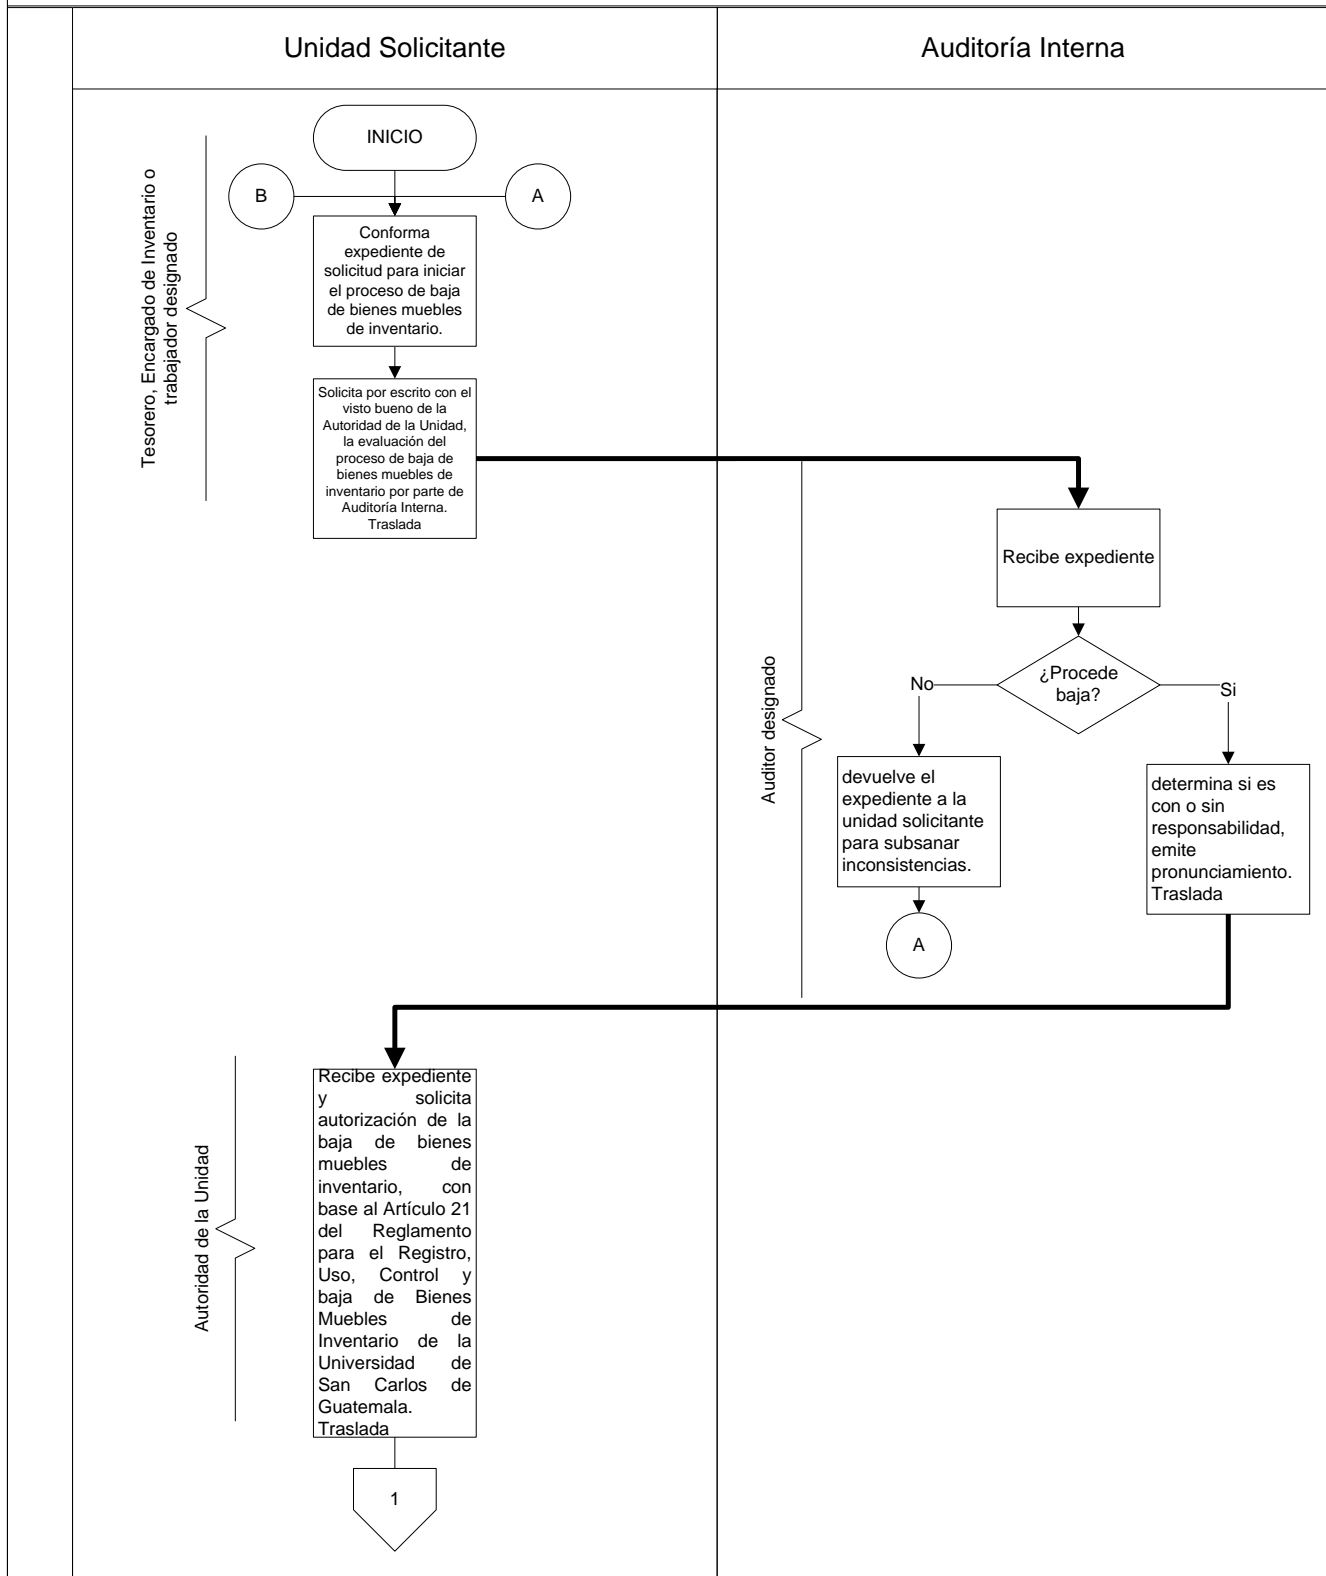 Unidad Solicitante
Auditoría Interna
Tesorero, Encargado de Inventario o
trabajador designado
INICIO
B
A
Conforma
expediente de
solicitud para iniciar
el proceso de baja
de bienes muebles
de inventario.
Solicita por escrito con el
visto bueno de la
Autoridad de la Unidad,
la evaluación del
proceso de baja de
bienes muebles de
inventario por parte de
Auditoría Interna.
Traslada
Auditor designado
Recibe expediente
¿Procede
baja?
No
Si
devuelve el
expediente a la
unidad solicitante
para subsanar
inconsistencias.
determina si es
con o sin
responsabilidad,
emite
pronunciamiento.
Traslada
A
Autoridad de la Unidad
Recibe expediente
y solicita
autorización de la
baja de bienes
muebles de
inventario, con
base al Artículo 21
del Reglamento
para el Registro,
Uso, Control y
baja de Bienes
Muebles de
Inventario de la
Universidad de
San Carlos de
Guatemala.
Traslada
1